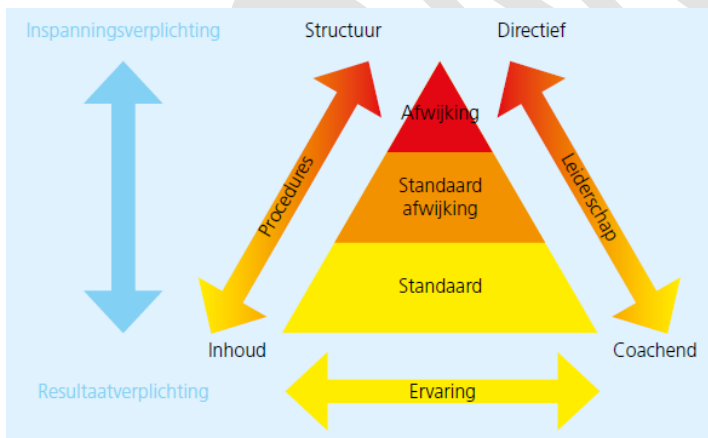 Inspanningsverplichting
Structuur
Directief
Afwijking
Procedures
Leiderschap
Standaard
afwijking
Standaard
Inhoud
Coachend
Resultaatverplichting
Ervaring